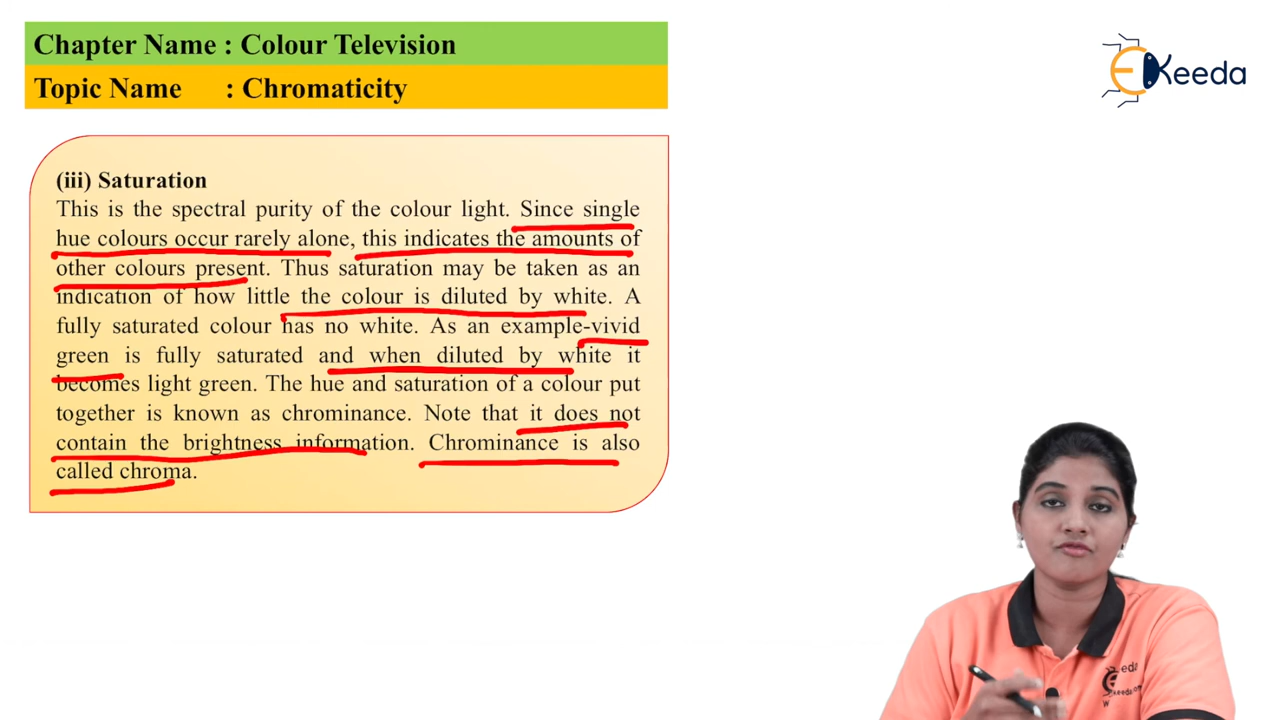 Chapter Name : Colour Television
Topic Name : Chromaticity
EKeeda
(iii) Saturation
This is the spectral purity of the colour light. Since single
hue colours occur rarely alone, this indicates the amounts of
other colours present. Thus saturation may be taken as an
indication of how little the colour is diluted by white. A
fully saturated colour has no white. As an example-vivid
green is fully saturated and when diluted by white it
becomes light green. The hue and saturation of a colour put
together is known as chrominance. Note that it does not
contain the brightness information. Chrominance is also
called chroma.